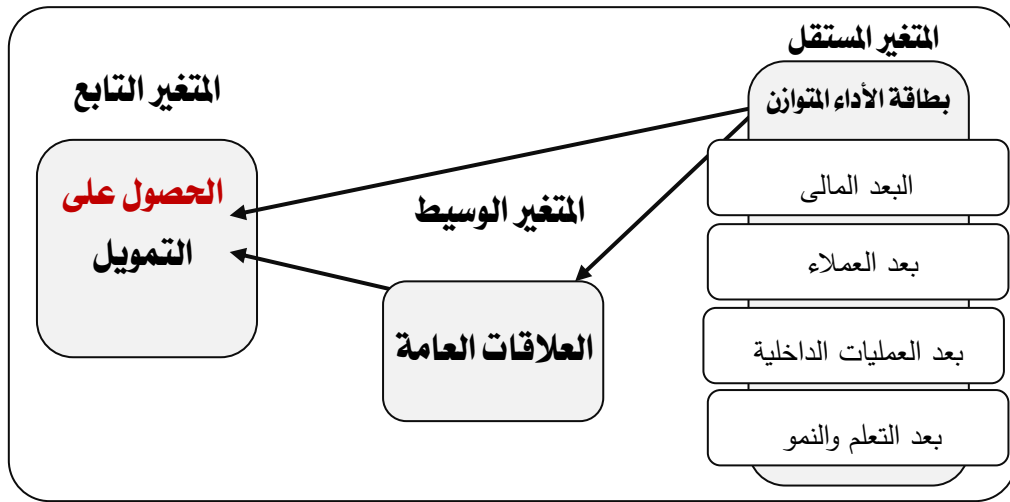 المتغير المستقل
بطاقة الأداء المتوازن
البعد المالى
بعد العملاء
بعد العمليات الداخلية
بعد التعلم والنمو
المتغير الوسيط
العلاقات العامة
المتغير التابع
الحصول على
التمويل